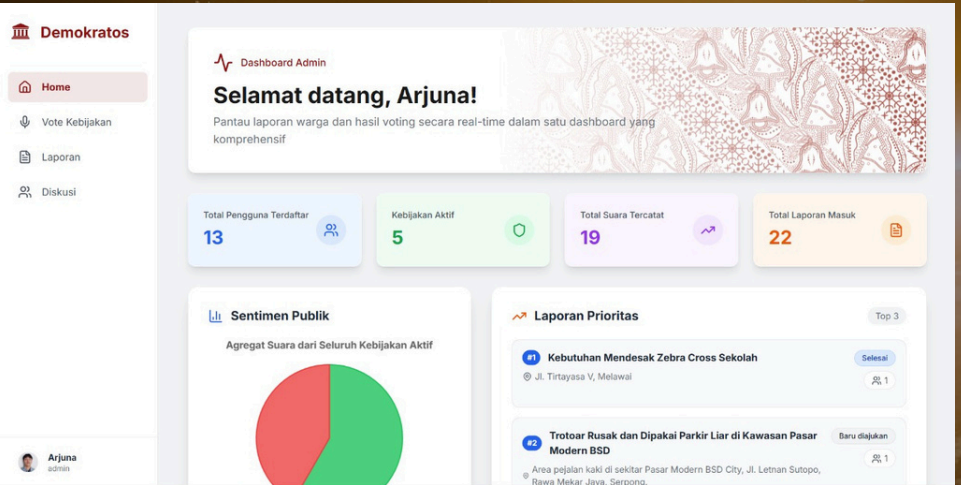 Demokratos
Home
Vote Kebijakan
Laporan
Diskusi
Arjuna
admin
Dashboard Admin
Selamat datang, Arjuna!
Pantau laporan warga dan hasil voting secara real-time dalam satu dashboard yang
komprehensif
Total Pengguna Terdaftar
13
Kebijakan Aktif
5
Total Suara Tercatat
19
Total Laporan Masuk
22
Sentimen Publik
Agregat Suara dari Seluruh Kebijakan Aktif
Laporan Prioritas
Top 3
#1 Kebutuhan Mendesak Zebra Cross Sekolah
Selesai
Jl. Tirtayasa V, Melawai
1
#2 Trotoar Rusak dan Dipakai Parkir Liar di Kawasan Pasar
Modern BSD
Baru diajukan
1
Area pejalan kaki di sekitar Pasar Modern BSD City, Jl. Letnan Sutopo,
Rawa Mekar Jaya, Serpong.